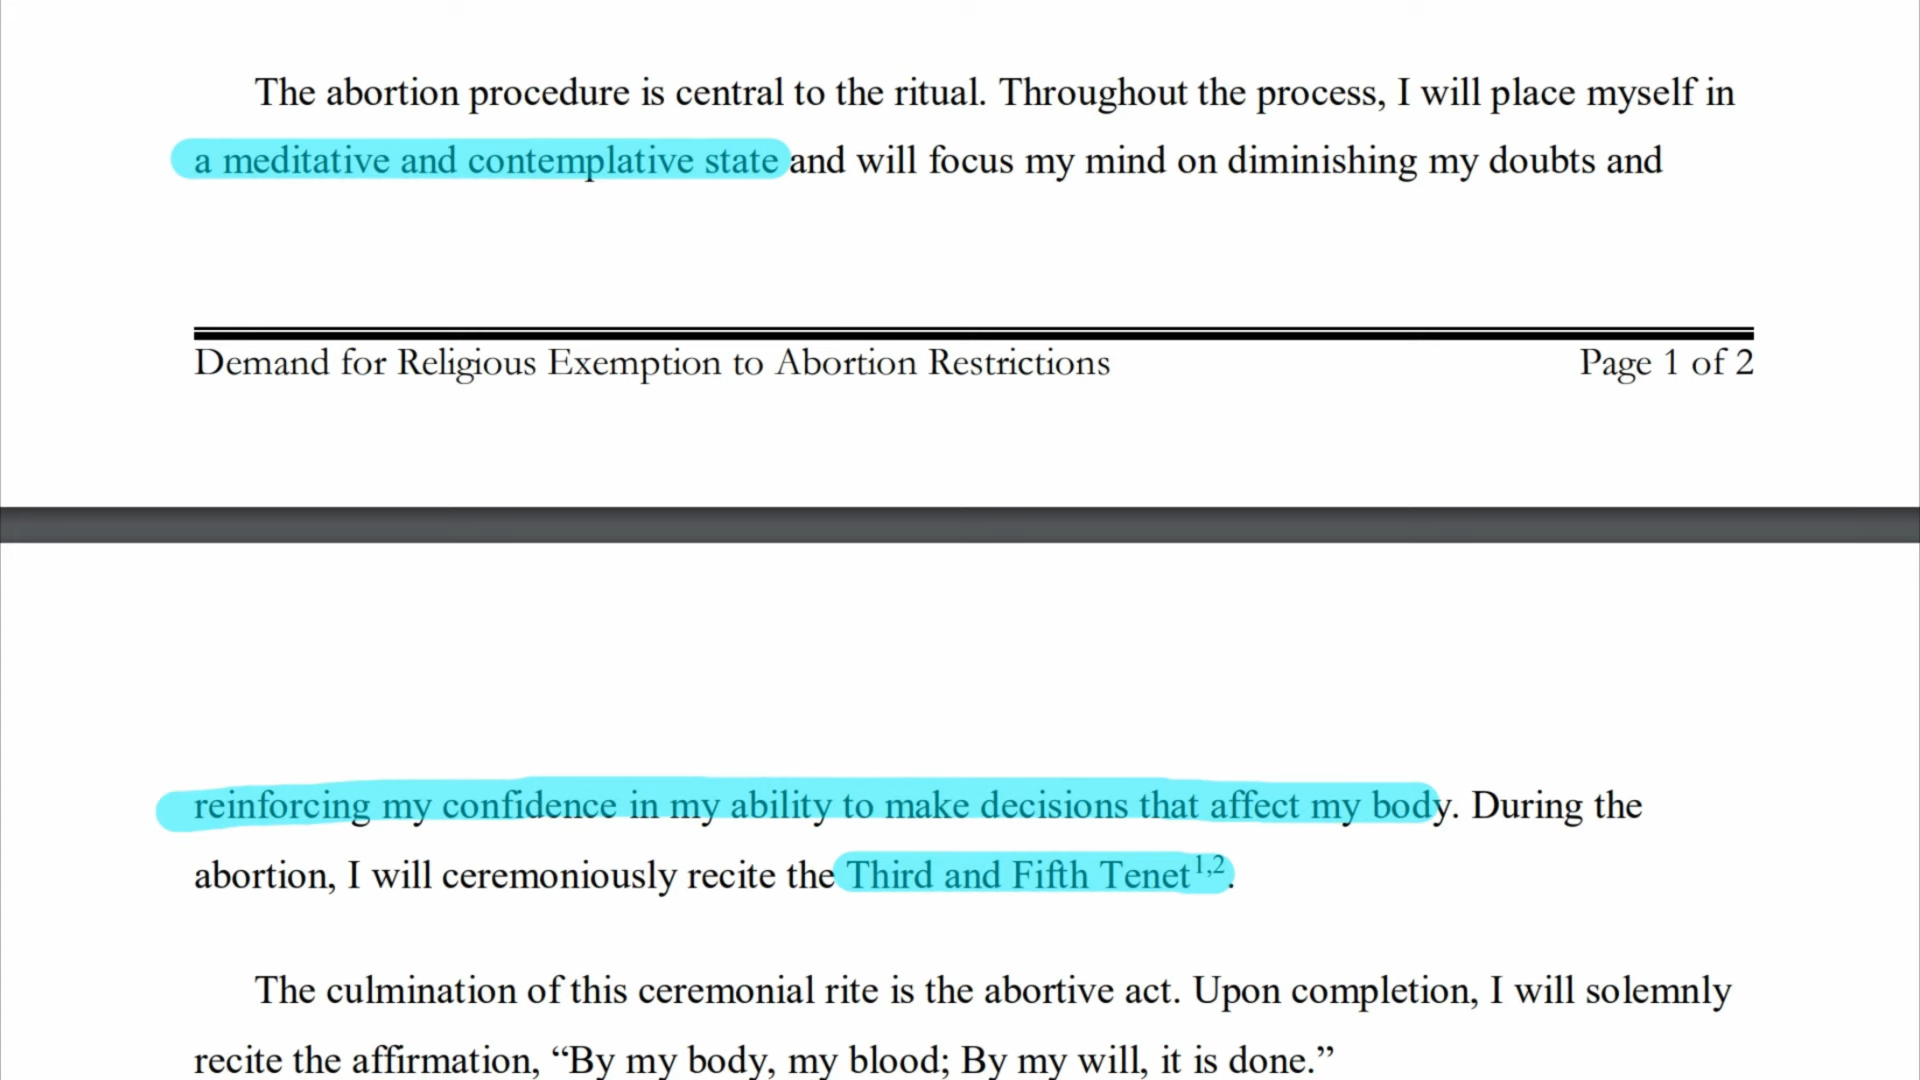 The abortion procedure is central to the ritual. Throughout the process, I will place myself in
a meditative and contemplative state and will focus my mind on diminishing my doubts and
Demand for Religious Exemption to Abortion Restrictions Page 1 of 2
reinforcing my confidence in my ability to make decisions that affect my body. During the
abortion, I will ceremoniously recite the Third and Fifth Tenet1,2.
The culmination of this ceremonial rite is the abortive act. Upon completion, I will solemnly
recite the affirmation, “By my body, my blood; By my will, it is done.”